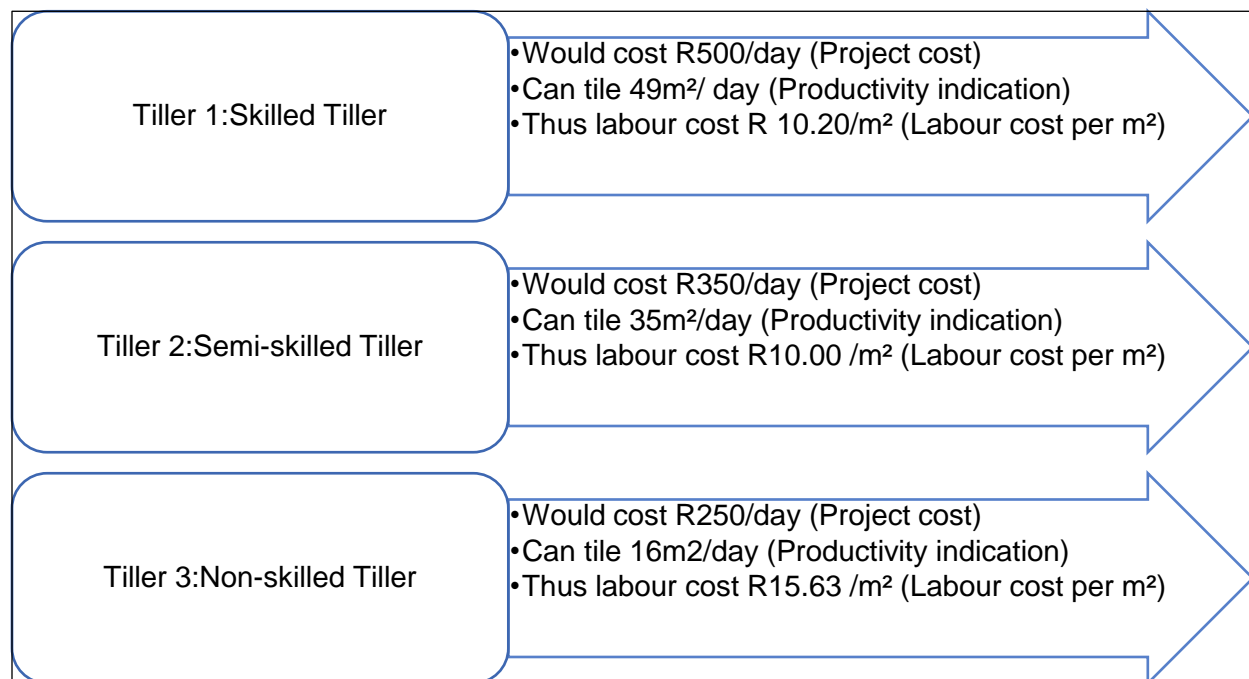 Tiller 1:Skilled Tiller
•Would cost R500/day (Project cost)
•Can tile 49m²/ day (Productivity indication)
•Thus labour cost R 10.20/m² (Labour cost per m²)
Tiller 2:Semi-skilled Tiller
•Would cost R350/day (Project cost)
•Can tile 35m²/day (Productivity indication)
•Thus labour cost R10.00 /m² (Labour cost per m²)
Tiller 3:Non-skilled Tiller
•Would cost R250/day (Project cost)
•Can tile 16m2/day (Productivity indication)
•Thus labour cost R15.63 /m² (Labour cost per m²)